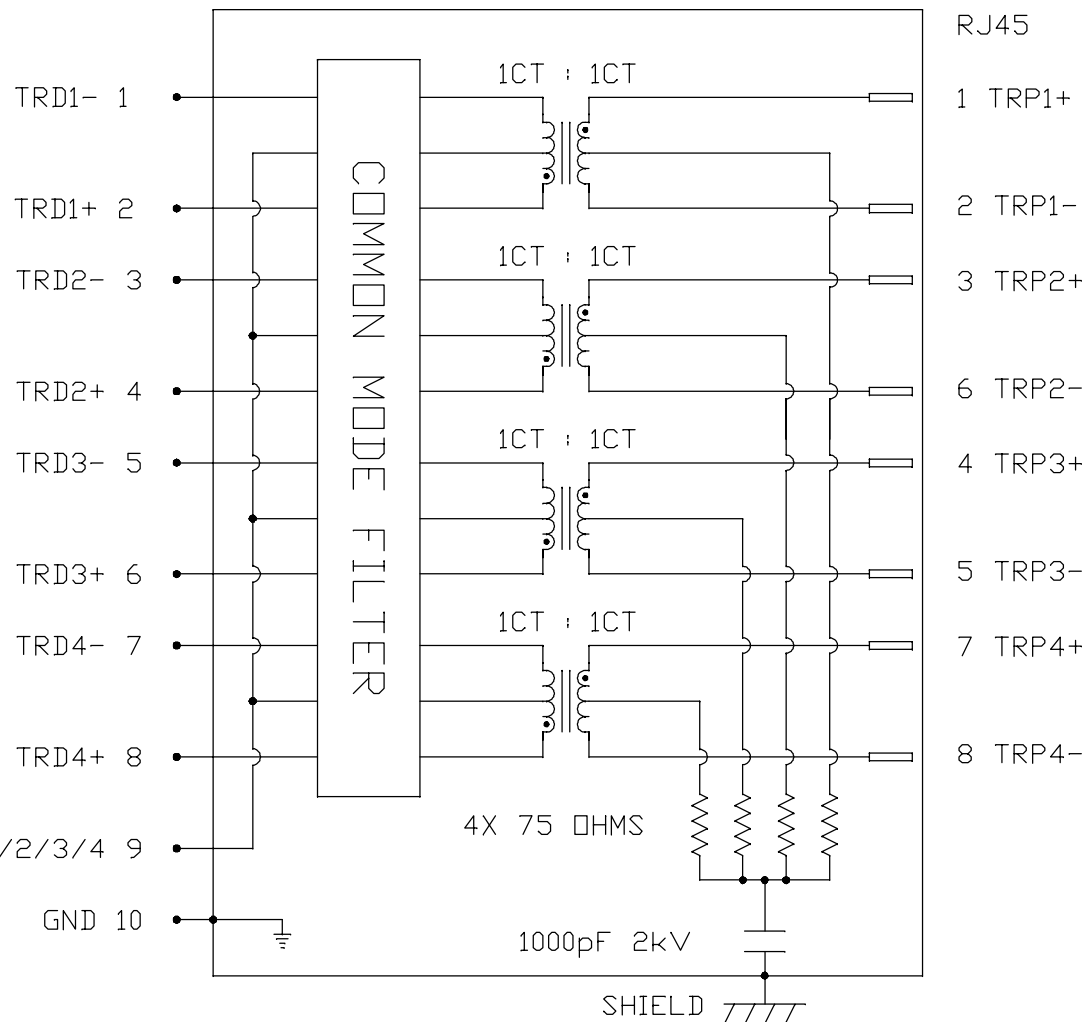 RJ45
1CT : 1CT
TRD1- 1
1 TRP1+
TRD1+ 2
2 TRP1-
1CT : 1CT
TRD2- 3
3 TRP2+
TRD2+ 4
6 TRP2-
1CT : 1CT
TRD3- 5
4 TRP3+
TRD3+ 6
5 TRP3-
1CT : 1CT
TRD4- 7
7 TRP4+
TRD4+ 8
8 TRP4-
COMMON MODE FILTER
4X 75 OHMS
/2/3/4 9
GND 10
1000pF 2kV
SHIELD